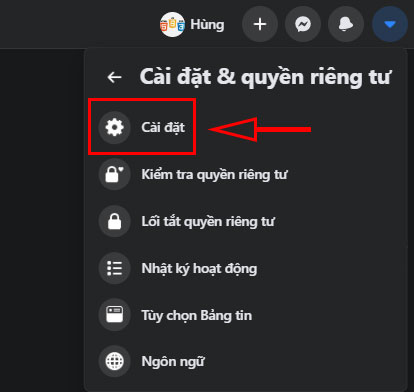 Hùng
Cài đặt & quyền riêng tư
Cài đặt
Kiểm tra quyền riêng tư
Lối tắt quyền riêng tư
Nhật ký hoạt động
Tùy chọn Bảng tin
Ngôn ngữ